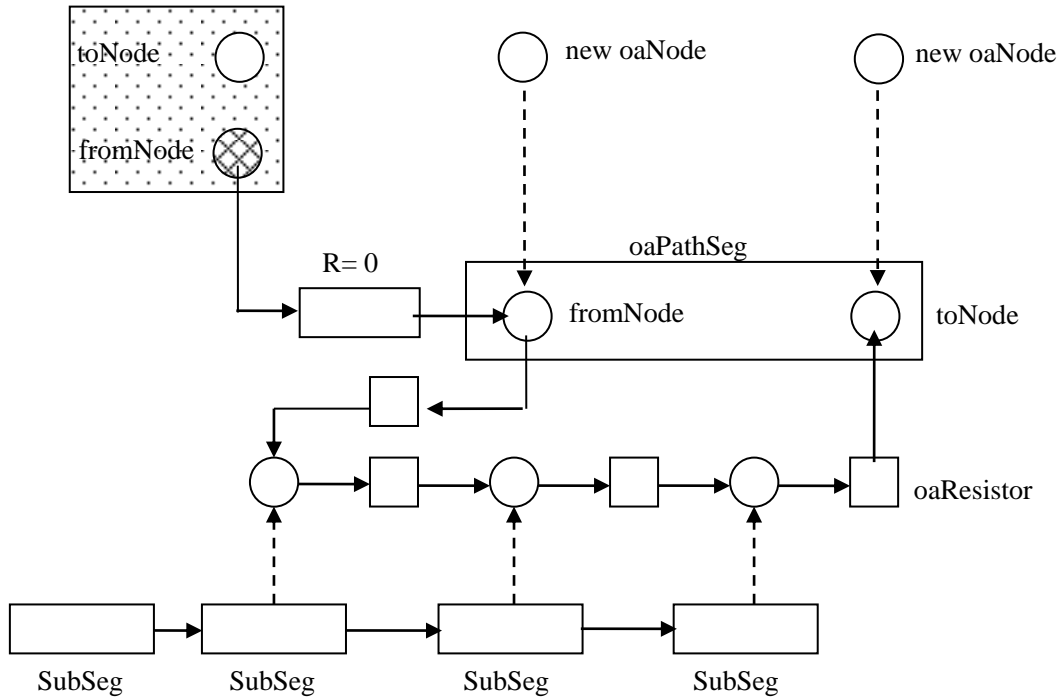 toNode
new oaNode
new oaNode
fromNode
oaPathSeg
R= 0
fromNode
toNode
oaResistor
SubSeg
SubSeg
SubSeg
SubSeg